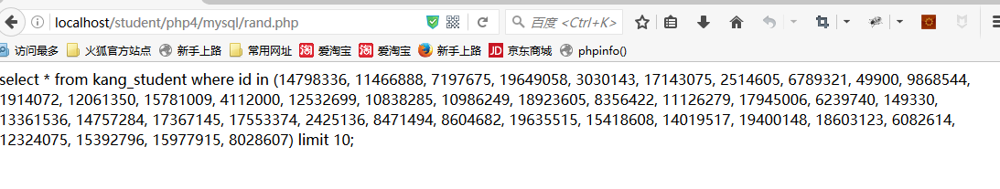 localhost/student/php4/mysql/rand.php 百度 <Ctrl+K>
访问最多 火狐官方站点 新手上路 常用网址 淘 爱淘宝 淘 爱淘宝 新手上路 JD 京东商城 phpinfo()
select * from kang_student where id in (14798336, 11466888, 7197675, 19649058, 3030143, 17143075, 2514605, 6789321, 49900, 9868544,
1914072, 12061350, 15781009, 4112000, 12532699, 10838285, 10986249, 18923605, 8356422, 11126279, 17945006, 6239740, 149330,
13361536, 14757284, 17367145, 17553374, 2425136, 8471494, 8604682, 19635515, 15418608, 14019517, 19400148, 18603123, 6082614,
12324075, 15392796, 15977915, 8028607) limit 10;